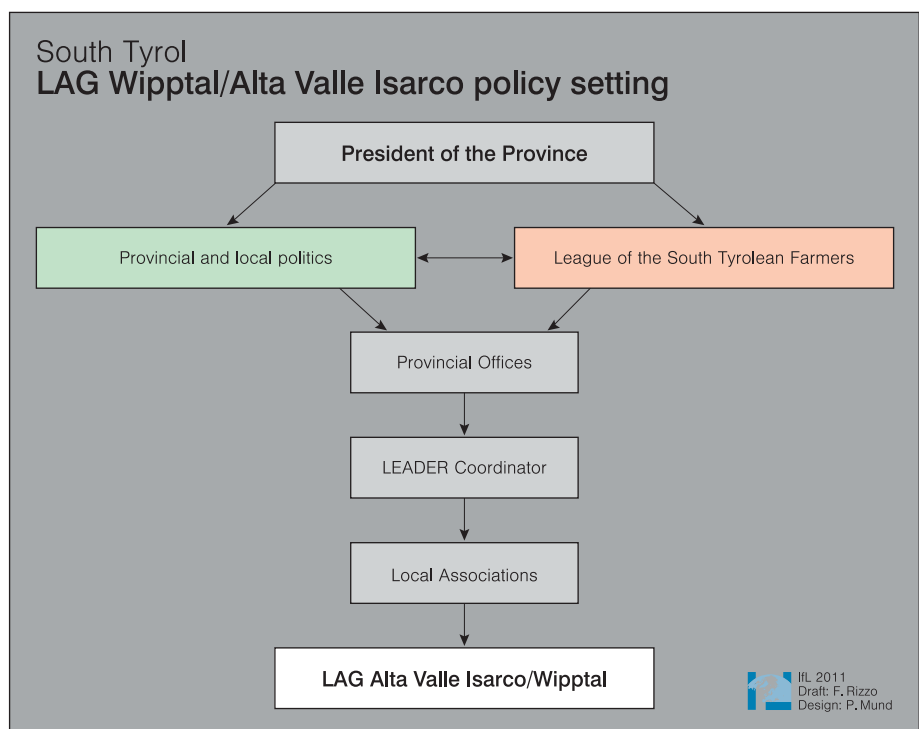 South Tyrol
LAG Wipptal/Alta Valle Isarco policy setting
President of the Province
Provincial and local politics
League of the South Tyrolean Farmers
Provincial Offices
LEADER Coordinator
Local Associations
LAG Alta Valle Isarco/Wipptal
IfL 2011
Draft: F. Rizzo
Design: P. Mund